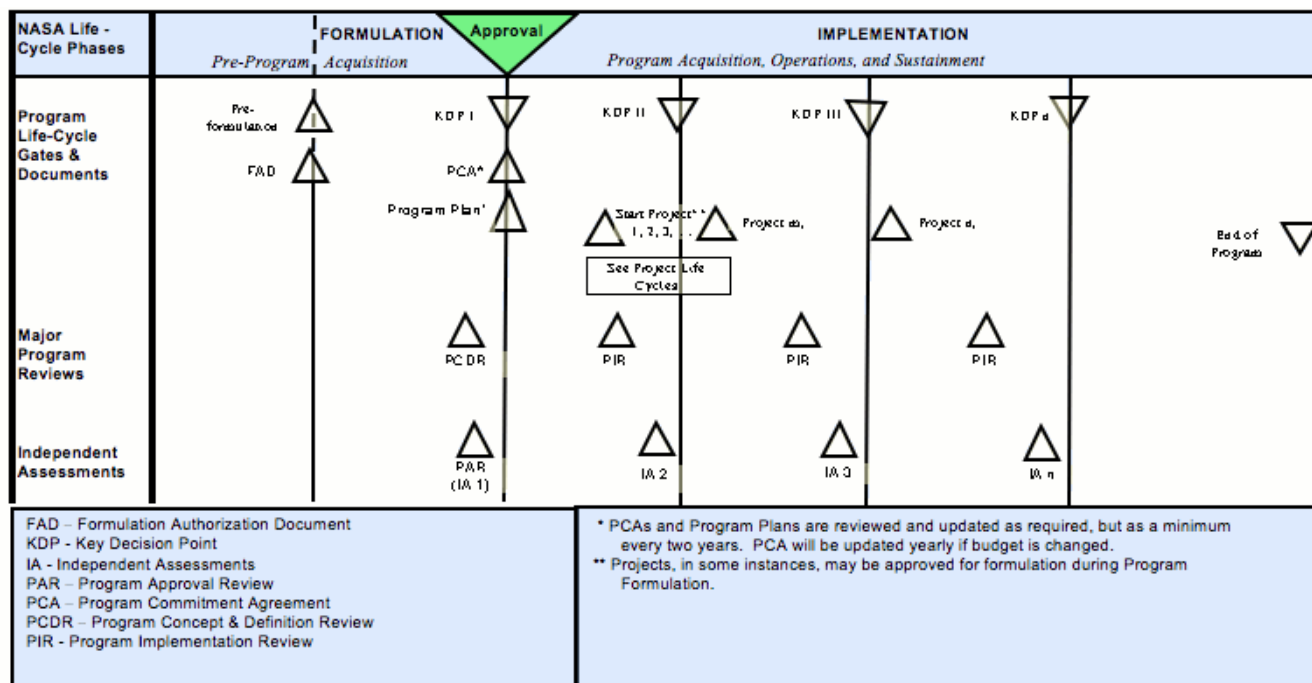 NASA Life -
Cycle Phases
FORMULATION
Approval
IMPLEMENTATION
Pre-Program Acquisition
Program Acquisition, Operations, and Sustainment
Program
Life-Cycle
Gates &
Documents
Pre-
KDP I
KDP II
KDP III
KDP
FAD
PCA*
Program Plan*
Start Project**
1, 2, 3, . .
Project
Project
End of
Program
See Project Life
Cycles
Major
Program
Reviews
PCDR
PIR
PIR
PIR
Independent
Assessments
PAR
(IA 1)
IA 2
IA 3
IA n
FAD – Formulation Authorization Document
KDP - Key Decision Point
IA - Independent Assessments
PAR – Program Approval Review
PCA – Program Commitment Agreement
PCDR – Program Concept & Definition Review
PIR - Program Implementation Review
* PCAs and Program Plans are reviewed and updated as required, but as a minimum
every two years. PCA will be updated yearly if budget is changed.
** Projects, in some instances, may be approved for formulation during Program
Formulation.